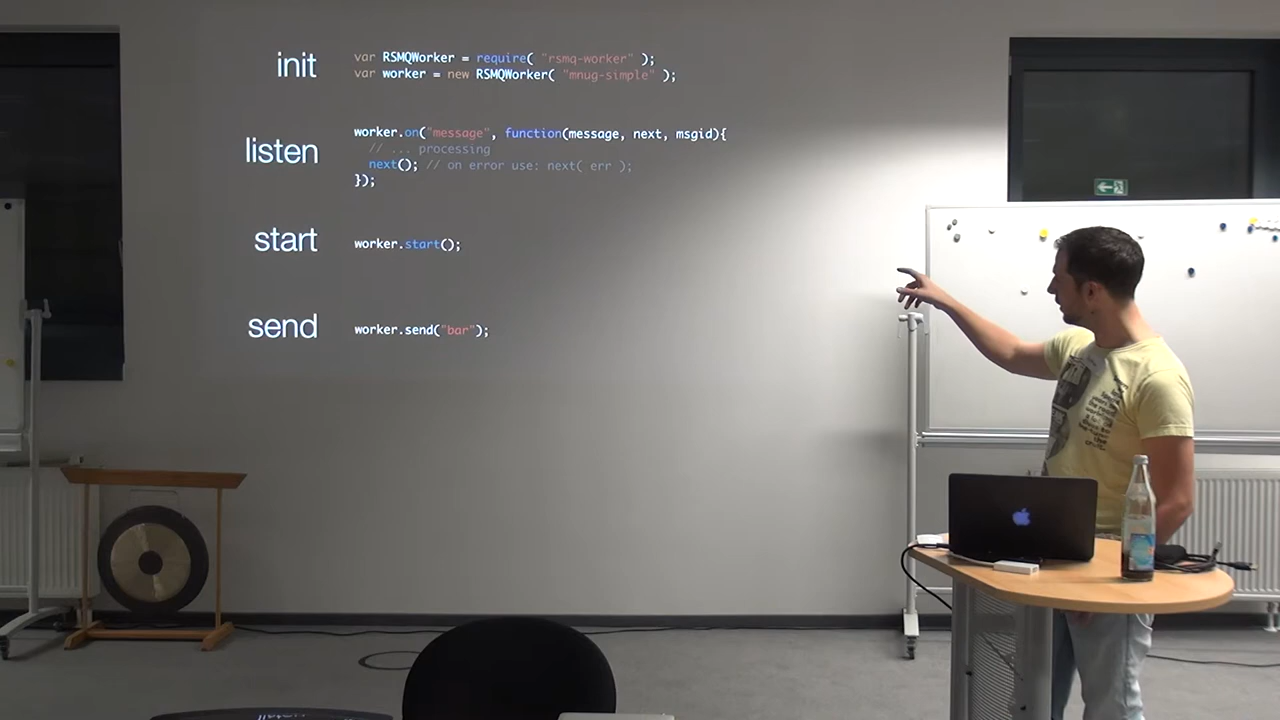 init
var RSMQWorker = require( "rsmq-worker" );
var worker = new RSMQWorker( "mnug-simple" );
listen
worker.on("message", function(message, next, msgid){
// ... processing
next(); // on error use: next( err );
});
start
worker.start();
send
worker.send("bar");